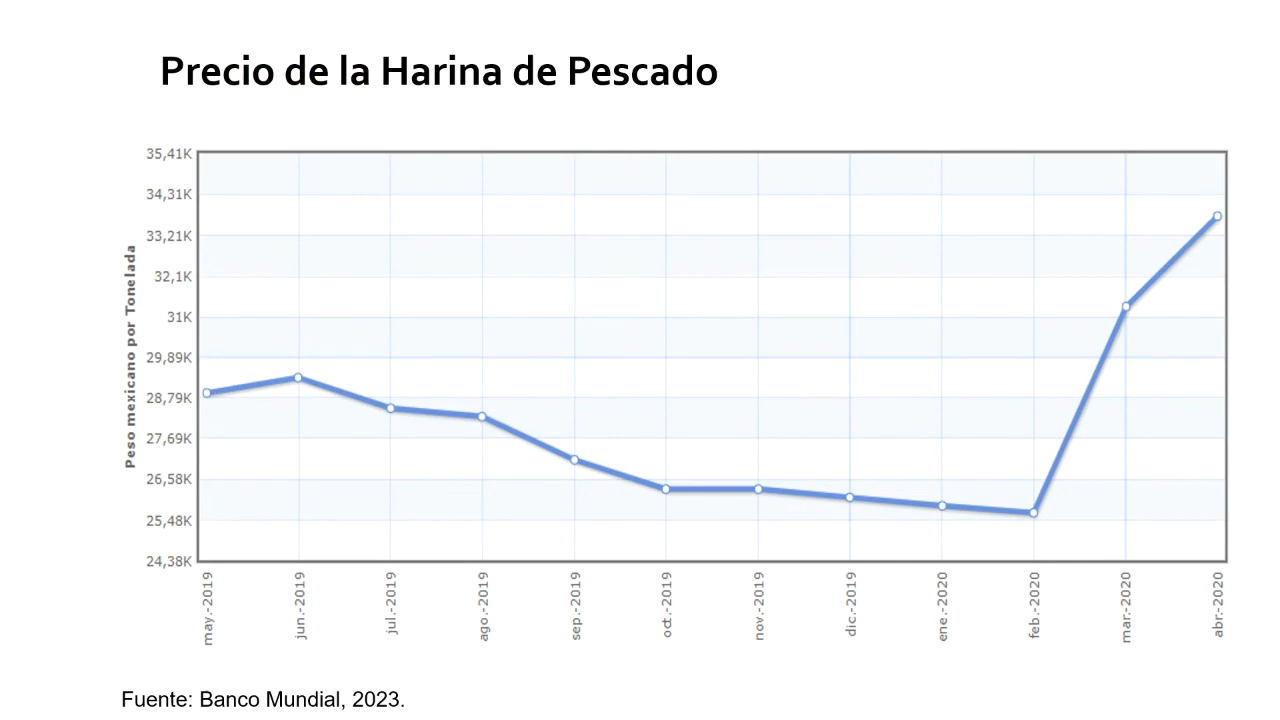 Precio de la Harina de Pescado
Peso mexicano por Tonelada
35,41K
34,31K
33,21K
32,1K
31K
29,89K
28,79K
27,69K
26,58K
25,48K
24,38K
may.-2019
jun.-2019
jul.-2019
ago.-2019
sep.-2019
oct.-2019
nov.-2019
dic.-2019
ene.-2020
feb.-2020
mar.-2020
abr.-2020
Fuente: Banco Mundial, 2023.